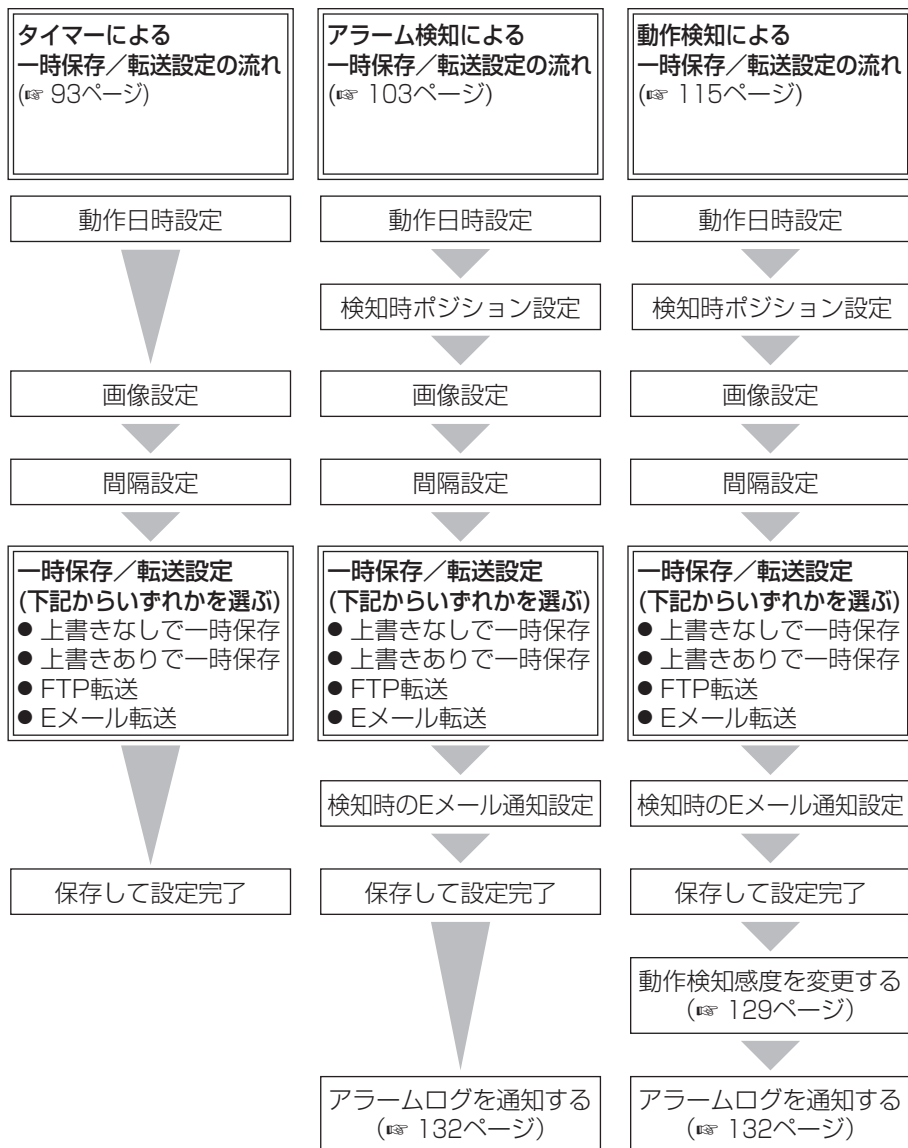 タイマーによる
一時保存／転送設定の流れ
(☞ 93ページ)
動作日時設定
画像設定
間隔設定
一時保存／転送設定
(下記からいずれかを選ぶ)
● 上書きなしで一時保存
● 上書きありで一時保存
● FTP転送
● Eメール転送
保存して設定完了
アラーム検知による
一時保存／転送設定の流れ
(☞ 103ページ)
動作日時設定
検知時ポジション設定
画像設定
間隔設定
一時保存／転送設定
(下記からいずれかを選ぶ)
● 上書きなしで一時保存
● 上書きありで一時保存
● FTP転送
● Eメール転送
検知時のEメール通知設定
保存して設定完了
アラームログを通知する
(☞ 132ページ)
動作検知による
一時保存／転送設定の流れ
(☞ 115ページ)
動作日時設定
検知時ポジション設定
画像設定
間隔設定
一時保存／転送設定
(下記からいずれかを選ぶ)
● 上書きなしで一時保存
● 上書きありで一時保存
● FTP転送
● Eメール転送
検知時のEメール通知設定
保存して設定完了
動作検知感度を変更する
(☞ 129ページ)
アラームログを通知する
(☞ 132ページ)